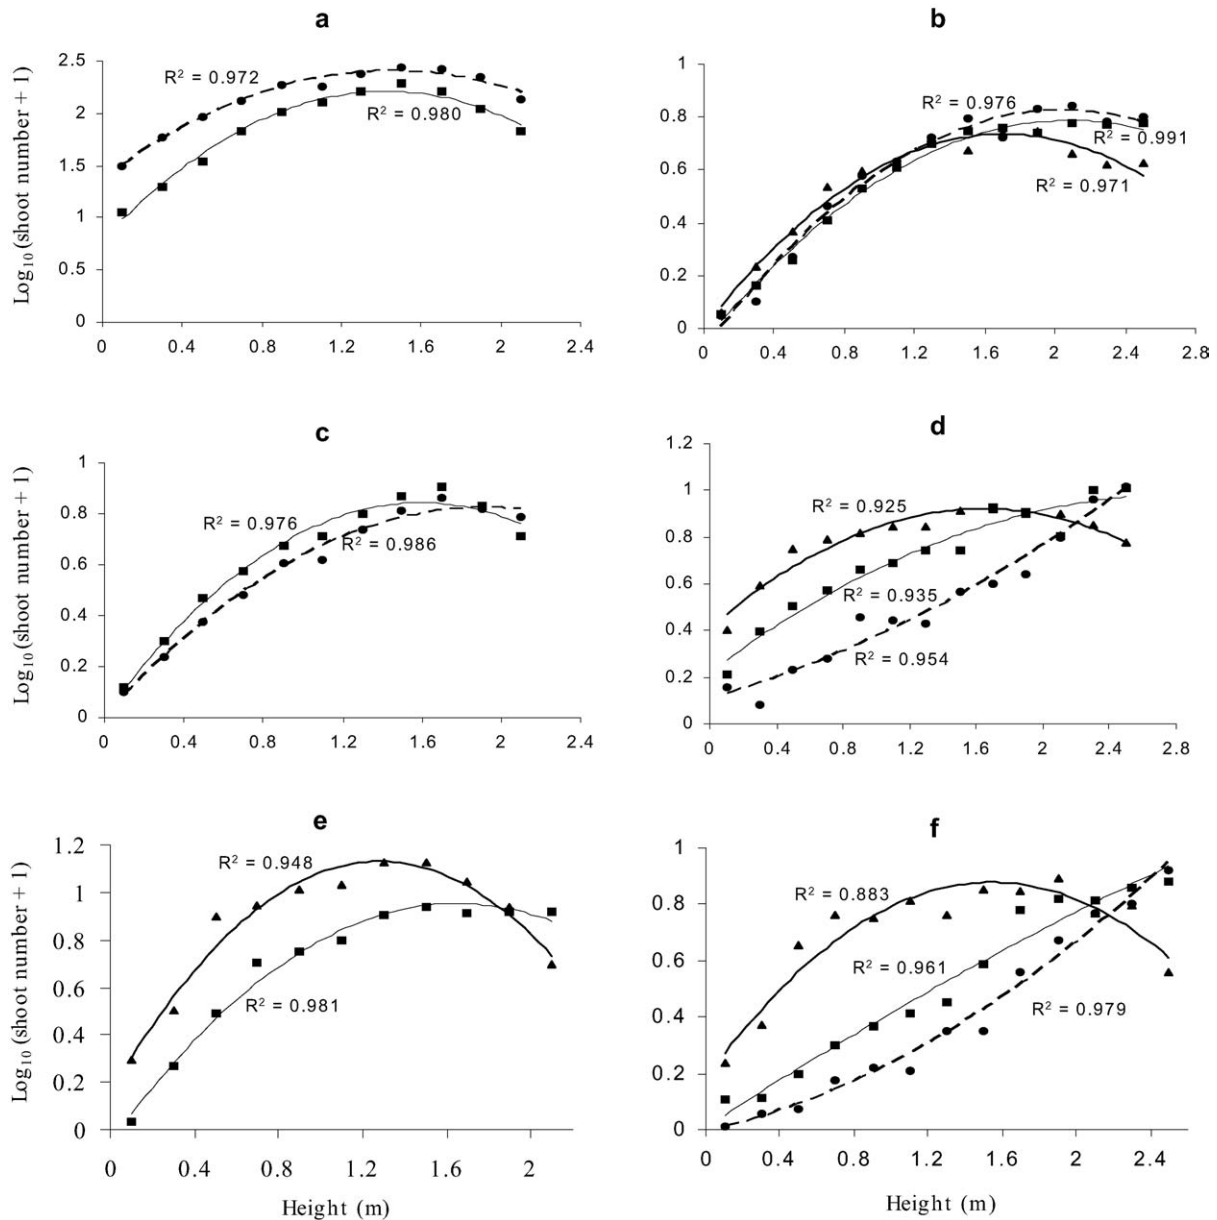 a
Log₁₀(shoot number + 1)
2.5
2
1.5
1
0.5
0
0 0.4 0.8 1.2 1.6 2 2.4
R² = 0.972
R² = 0.980
b
1
0.8
0.6
0.4
0.2
0
0 0.4 0.8 1.2 1.6 2 2.4 2.8
R² = 0.976
R² = 0.991
R² = 0.971
c
Log₁₀(shoot number + 1)
1
0.8
0.6
0.4
0.2
0
0 0.4 0.8 1.2 1.6 2 2.4
R² = 0.976
R² = 0.986
d
1.2
1
0.8
0.6
0.4
0.2
0
0 0.4 0.8 1.2 1.6 2 2.4 2.8
R² = 0.925
R² = 0.935
R² = 0.954
e
Log₁₀(shoot number + 1)
1.2
1
0.8
0.6
0.4
0.2
0
0 0.4 0.8 1.2 1.6 2
R² = 0.948
R² = 0.981
Height (m)
f
1
0.8
0.6
0.4
0.2
0
0 0.4 0.8 1.2 1.6 2 2.4
R² = 0.883
R² = 0.961
R² = 0.979
Height (m)